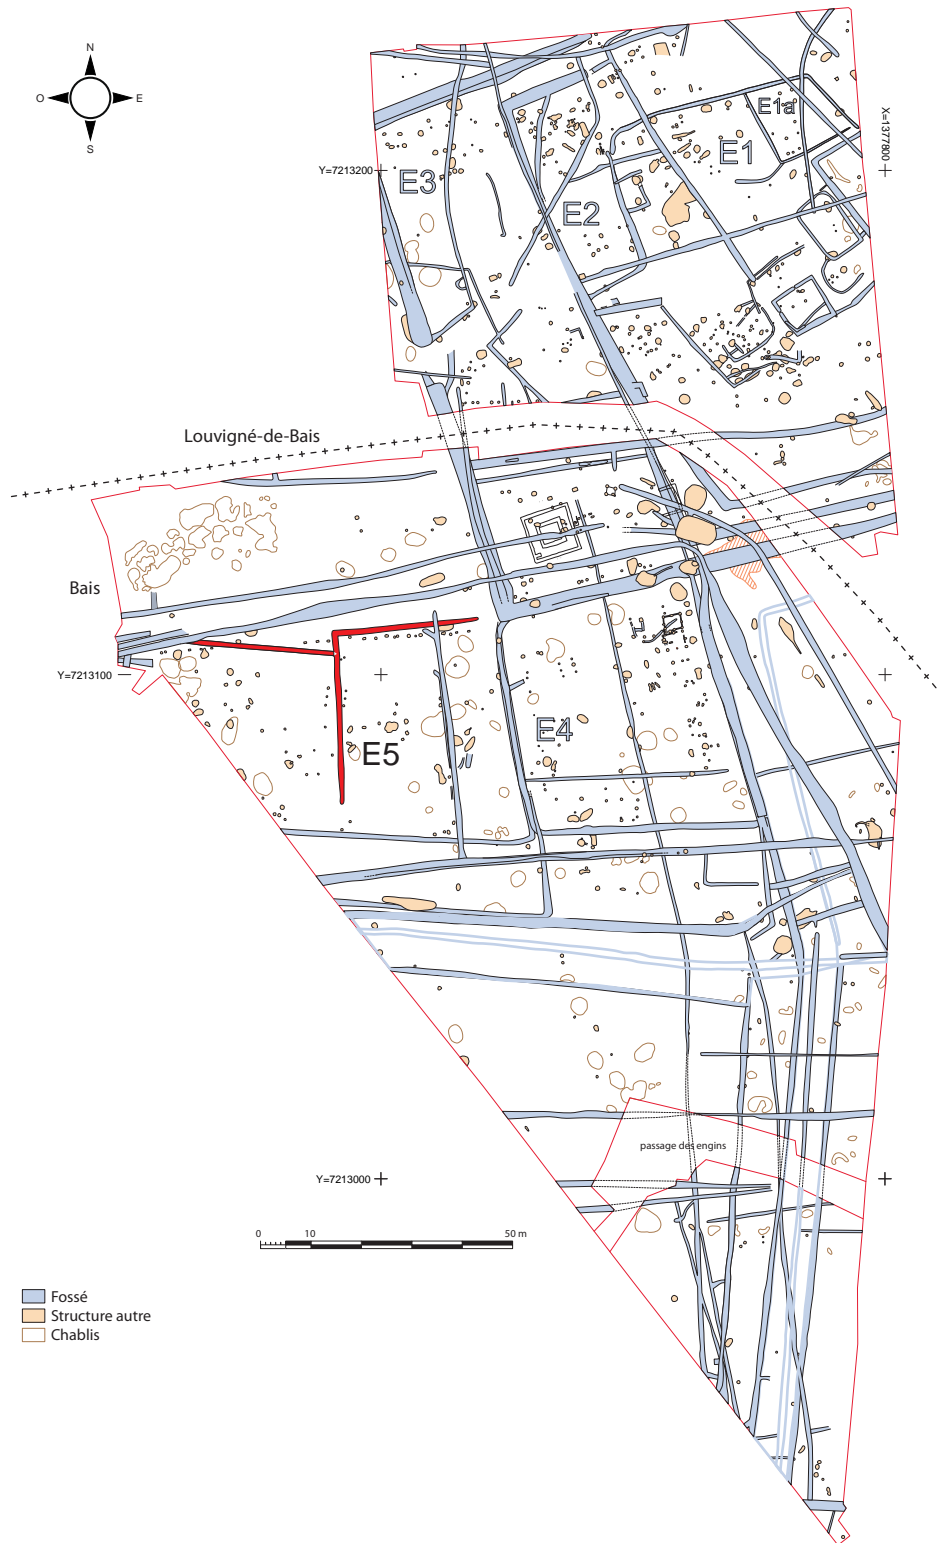 N
O
E
S
E1a
X=1377800
E1
Y=7213200
E3
E2
Louvigné-de-Bais
Bais
Y=7213100
E4
E5
passage des engins
Y=7213000
0 10 50 m
Fossé
Structure autre
Chablis